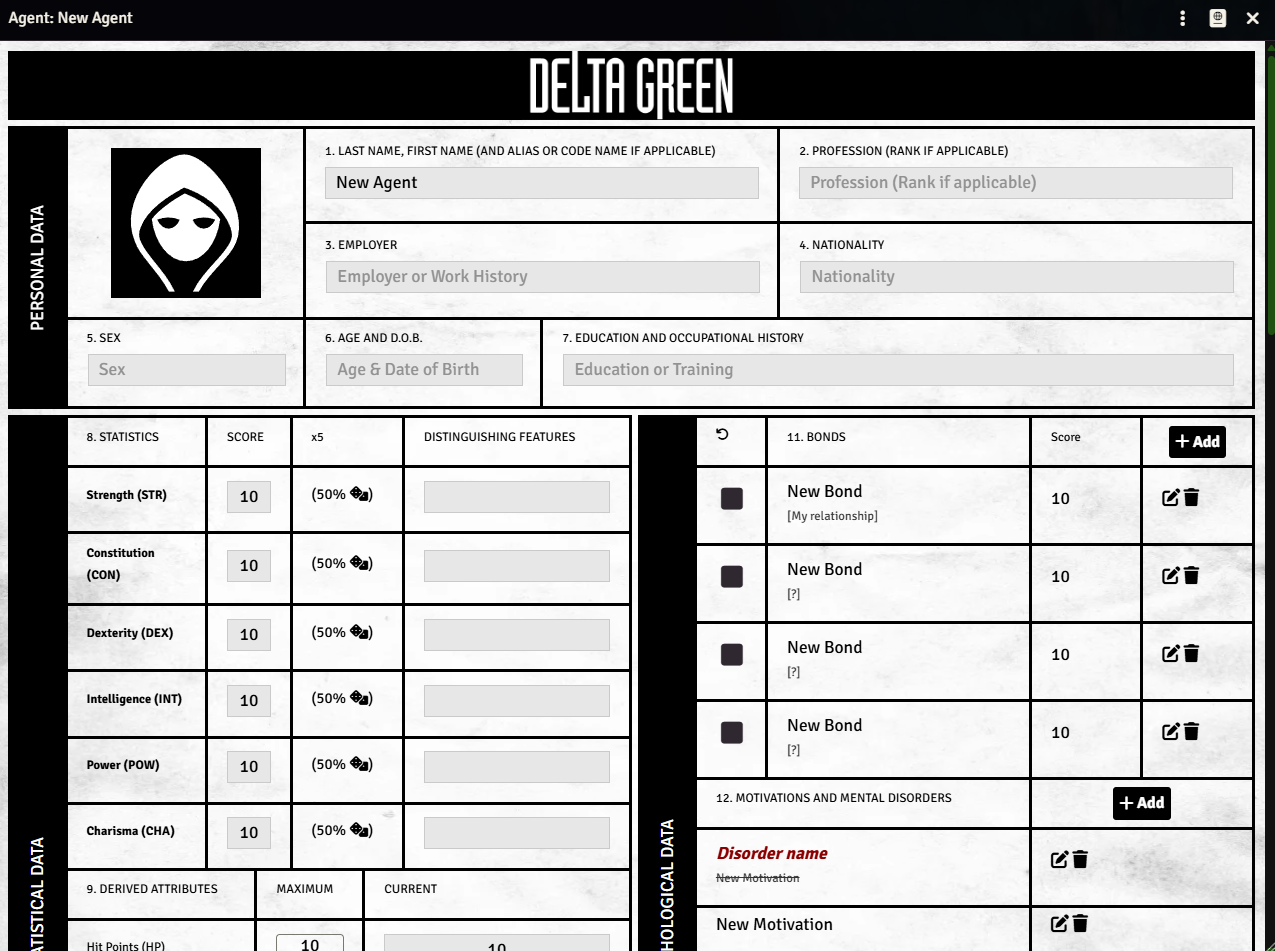 Agent: New Agent
DELTA GREEN
PERSONAL DATA
1. LAST NAME, FIRST NAME (AND ALIAS OR CODE NAME IF APPLICABLE)
New Agent
2. PROFESSION (RANK IF APPLICABLE)
Profession (Rank if applicable)
3. EMPLOYER
Employer or Work History
4. NATIONALITY
Nationality
5. SEX
Sex
6. AGE AND D.O.B.
Age & Date of Birth
7. EDUCATION AND OCCUPATIONAL HISTORY
Education or Training
8. STATISTICS SCORE x5 DISTINGUISHING FEATURES
Strength (STR) 10 (50% )
Constitution
(CON) 10 (50% )
Dexterity (DEX) 10 (50% )
Intelligence (INT) 10 (50% )
Power (POW) 10 (50% )
Charisma (CHA) 10 (50% )
ATISTICAL DATA
9. DERIVED ATTRIBUTES MAXIMUM CURRENT
Hit Points (HP) 10 10
11. BONDS Score + Add
New Bond 10
[My relationship]
New Bond 10
[?]
New Bond 10
[?]
New Bond 10
[?]
HOLOGICAL DATA
12. MOTIVATIONS AND MENTAL DISORDERS + Add
Disorder name
New Motivation
New Motivation